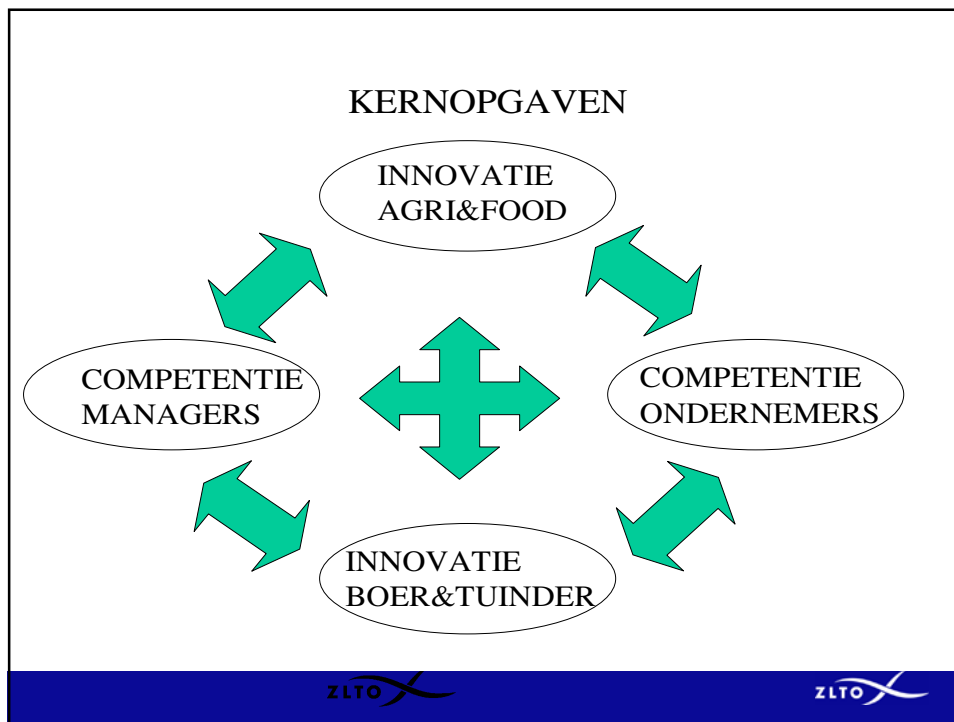 KERNOPGAVEN
INNOVATIE
AGRI&FOOD
COMPETENTIE
MANAGERS
COMPETENTIE
ONDERNEMERS
INNOVATIE
BOER&TUINDER
ZLTO
ZLTO